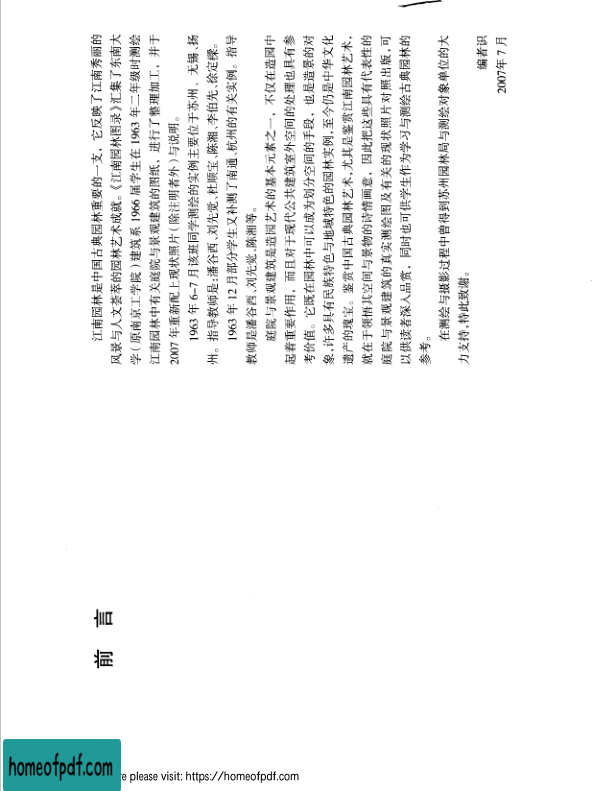 前言
江南园林是中国古典园林重要的一支，它反映了江南秀丽的
风景与人文荟萃的园林艺术成就。《江南园林图录》汇集了东南大
学（原南京工学院）建筑系 1966 届学生在 1963 年二年级时测绘
江南园林中有关庭院与景观建筑的图纸，进行了整理加工，并于
2007 年重新配上现状照片（除注明者外）与说明。
1963 年 6-7 月该班同学测绘的实例主要位于苏州、无锡、扬
州。指导教师是：潘谷西、刘先觉、杜顺宝、陈湘、李伯先、徐定樑。
1963 年 12 月部分学生又补测了南通、杭州的有关实例。指导
教师是潘谷西、刘先觉、陈湘等。
庭院与景观建筑是造园艺术的基本元素之一，不仅在造园中
起着重要作用，而且对于现代公共建筑室外空间的处理也具有参
考价值。它既在园林中可以成为划分空间的手段，也是造景的对
象，许多具有民族特色与地域特色的园林实例，至今仍是中华文化
遗产的瑰宝。鉴赏中国古典园林艺术，尤其是鉴赏江南园林艺术，
就在于领悟其空间与景物的诗情画意，因此把这些具有代表性的
庭院与景观建筑的真实测绘图及有关的现状照片对照出版，可
以供读者深入品赏，同时也可供学生作为学习与测绘古典园林的
参考。
在测绘与摄影过程中曾得到苏州园林局与测绘对象单位的大
力支持，特此致谢。
编者识
2007年7月
homeofpdf.com
re please visit: https://homeofpdf.com